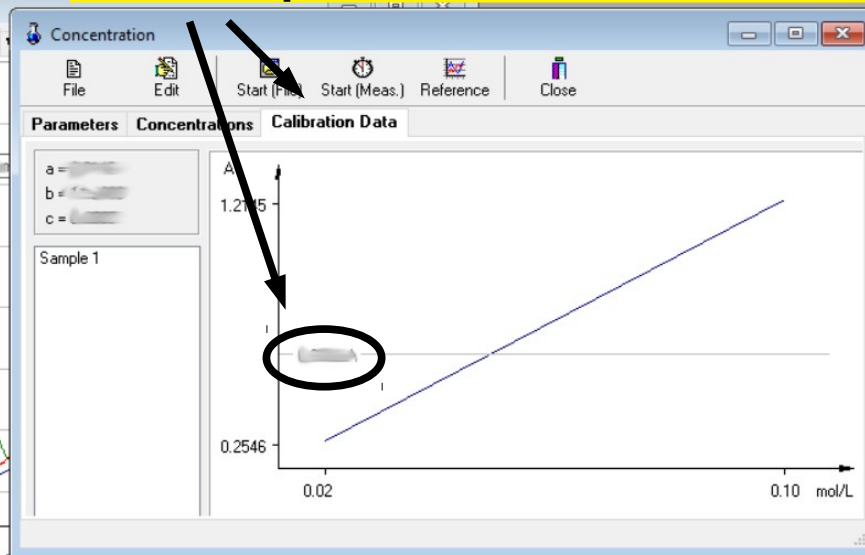 Concentration
File Edit Start (File) Start (Meas.) Reference Close
Parameters Concentrations Calibration Data
a =
b =
c =
Sample 1
A
1.2145
0.2546
0.02 0.10 mol/L